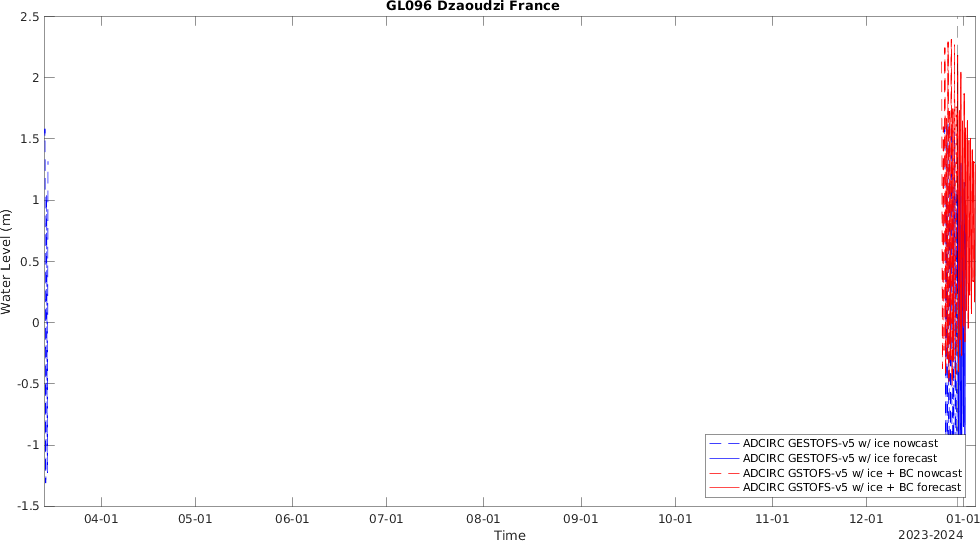 GL096 Dzaoudzi France
2.5
2
1.5
1
0.5
0
-0.5
-1
-1.5
Water Level (m)
ADCIRC GESTOFS-v5 w/ ice nowcast
ADCIRC GESTOFS-v5 w/ ice forecast
ADCIRC GSTOFS-v5 w/ ice + BC nowcast
ADCIRC GSTOFS-v5 w/ ice + BC forecast
04-01 05-01 06-01 07-01 08-01 09-01 10-01 11-01 12-01 01-01
Time
2023-2024